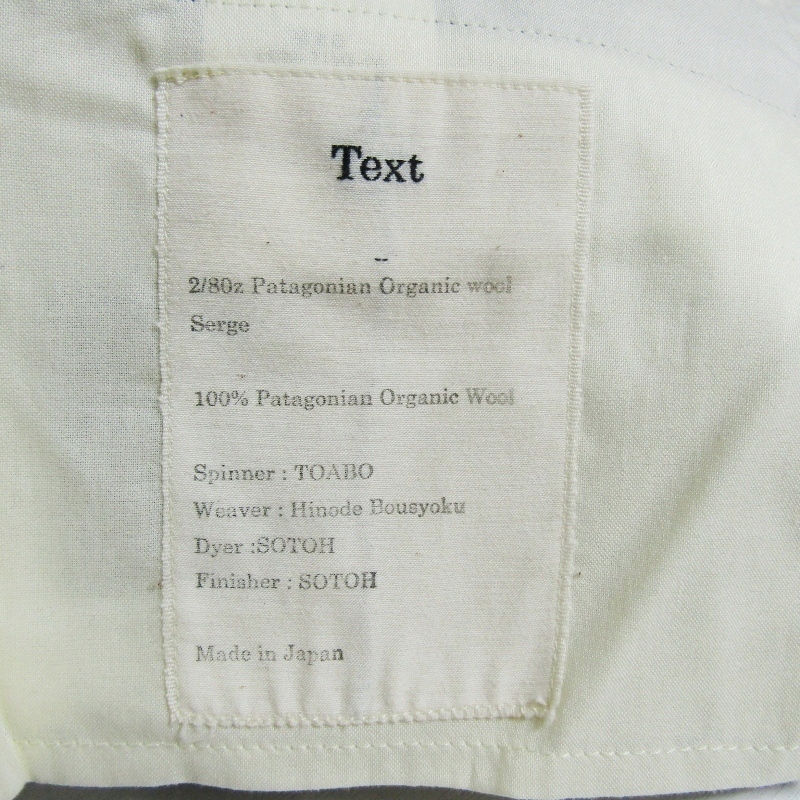 Text
--
2/80z Patagonian Organic wool
Serge
100% Patagonian Organic Wool
Spinner : TOABO
Weaver : Hinode Bousyoku
Dyer :SOTOH
Finisher : SOTOH
Made in Japan